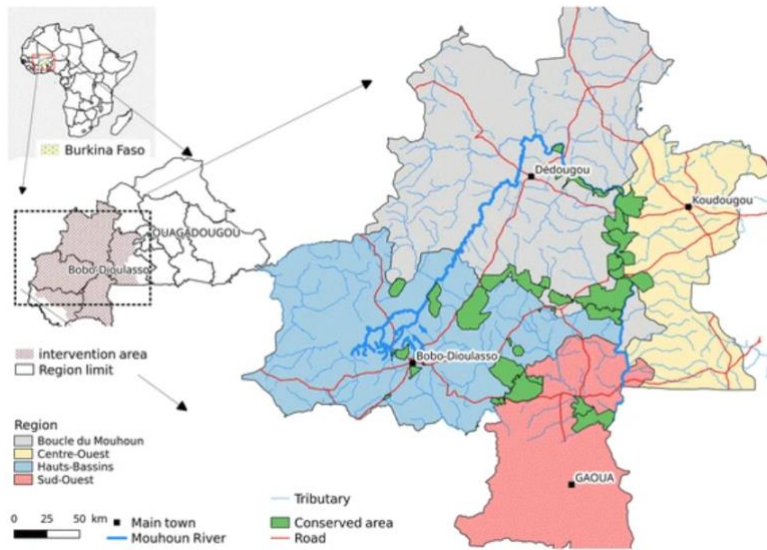 Burkina Faso
OUAGADOUGOU
Bobo-Dioulasso
intervention area
Region limit
Region
Boucle du Mouhoun
Centre-Ouest
Hauts-Bassins
Sud-Ouest
0 25 50 km
Main town
Mouhoun River
Tributary
Conserved area
Road
Dédougou
Koudougou
Bobo-Dioulasso
GAOUA